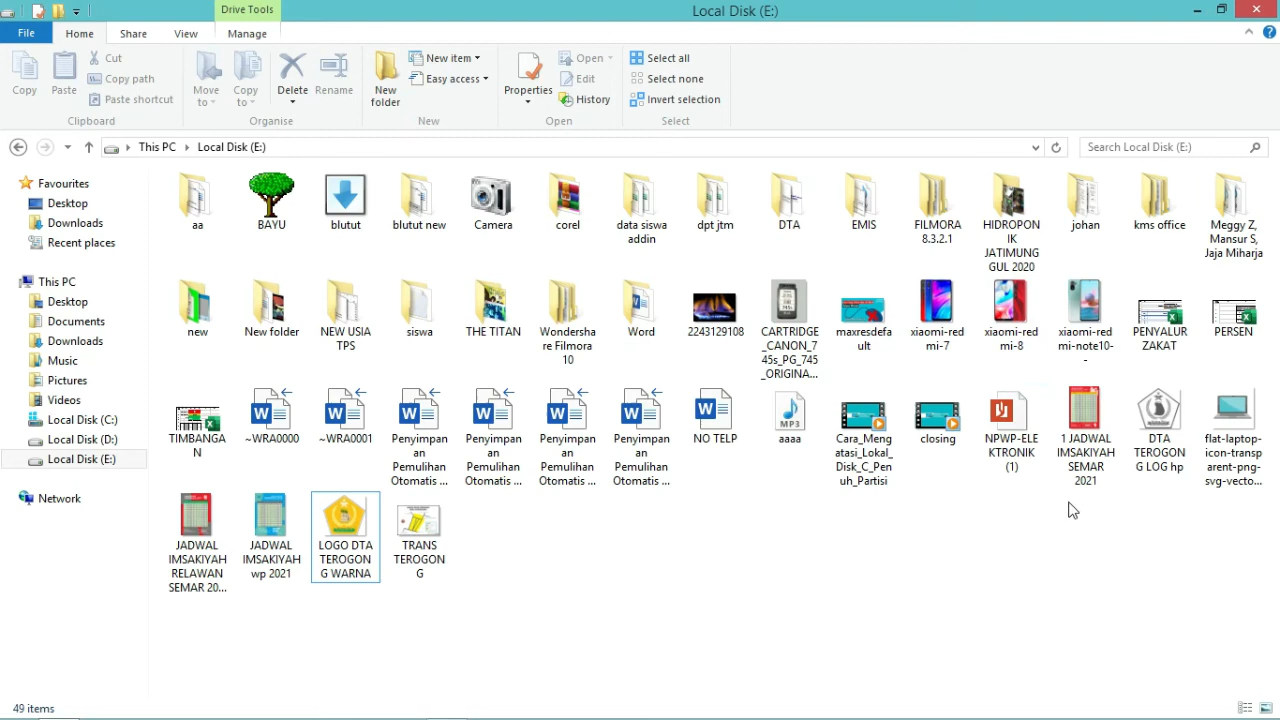 Drive Tools
Local Disk (E:)
File
Home
Share
View
Manage
Copy
Paste
Cut
Copy path
Paste shortcut
Clipboard
Move to
Copy to
Delete
Rename
Organise
New folder
New item
Easy access
New
Properties
Open
Edit
History
Open
Select all
Select none
Invert selection
Select
This PC
Local Disk (E:)
Search Local Disk (E:)
Favourites
Desktop
Downloads
Recent places
This PC
Desktop
Documents
Downloads
Music
Pictures
Videos
Local Disk (C:)
Local Disk (D:)
Local Disk (E:)
Network
aa
BAYU
blutut
blutut new
Camera
corel
data siswa
addin
dpt jtm
DTA
EMIS
FILMORA
8.3.2.1
HIDROPON
IK
JATIMUNG
GUL 2020
johan
kms office
Meggy Z,
Mansur S,
Jaja Miharja
new
New folder
NEW USIA
TPS
siswa
THE TITAN
Wondersha
re Filmora
10
Word
2243129108
CARTRIDGE
_CANON_7
45s_PG_745
_ORIGINA...
maxresdefa
ult
xiaomi-red
mi-7
xiaomi-red
mi-8
xiaomi-red
mi-note10-
-
PENYALUR
ZAKAT
PERSEN
TIMBANGA
N
~WRA0000
~WRA0001
Penyimpan
an
Pemulihan
Otomatis ...
Penyimpan
an
Pemulihan
Otomatis ...
Penyimpan
an
Pemulihan
Otomatis ...
Penyimpan
an
Pemulihan
Otomatis ...
NO TELP
MP3
aaaa
Cara_Meng
atasi_Lokal_
Disk_C_Pen
uh_Partisi
closing
NPWP-ELE
KTRONIK
(1)
1 JADWAL
IMSAKIYAH
SEMAR
2021
DTA
TEROGON
G LOG hp
flat-laptop-
icon-transp
arent-png-
svg-vecto...
JADWAL
IMSAKIYAH
RELAWAN
SEMAR 20...
JADWAL
IMSAKIYAH
wp 2021
LOGO DTA
TEROGON
G WARNA
TRANS
TEROGON
G
49 items